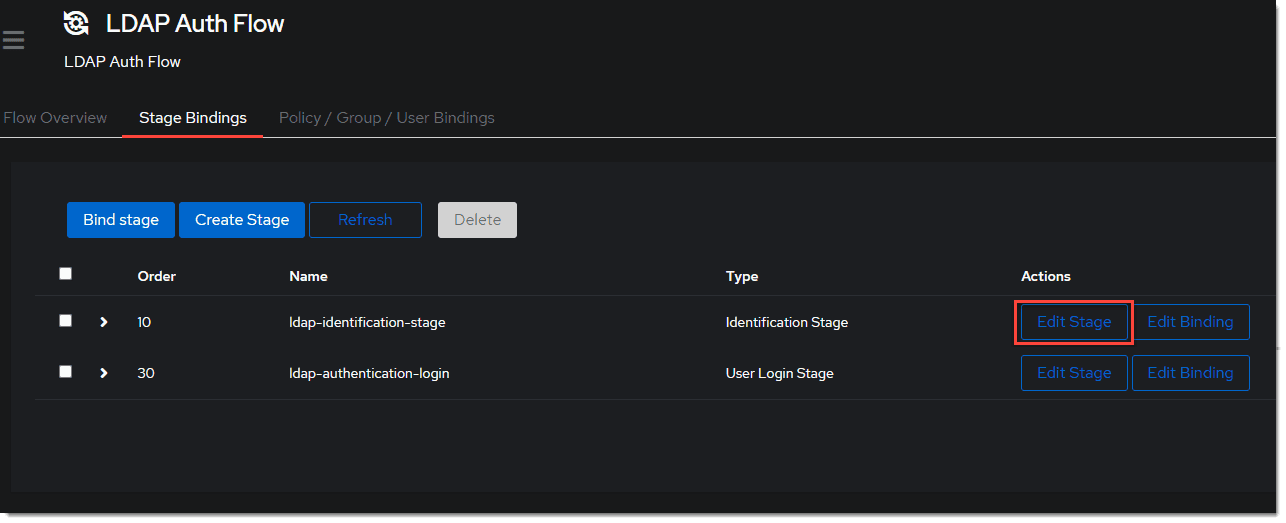 LDAP Auth Flow
LDAP Auth Flow
Flow Overview Stage Bindings Policy / Group / User Bindings
Bind stage Create Stage Refresh Delete
Order Name Type Actions
10 ldap-identification-stage Identification Stage Edit Stage Edit Binding
30 ldap-authentication-login User Login Stage Edit Stage Edit Binding